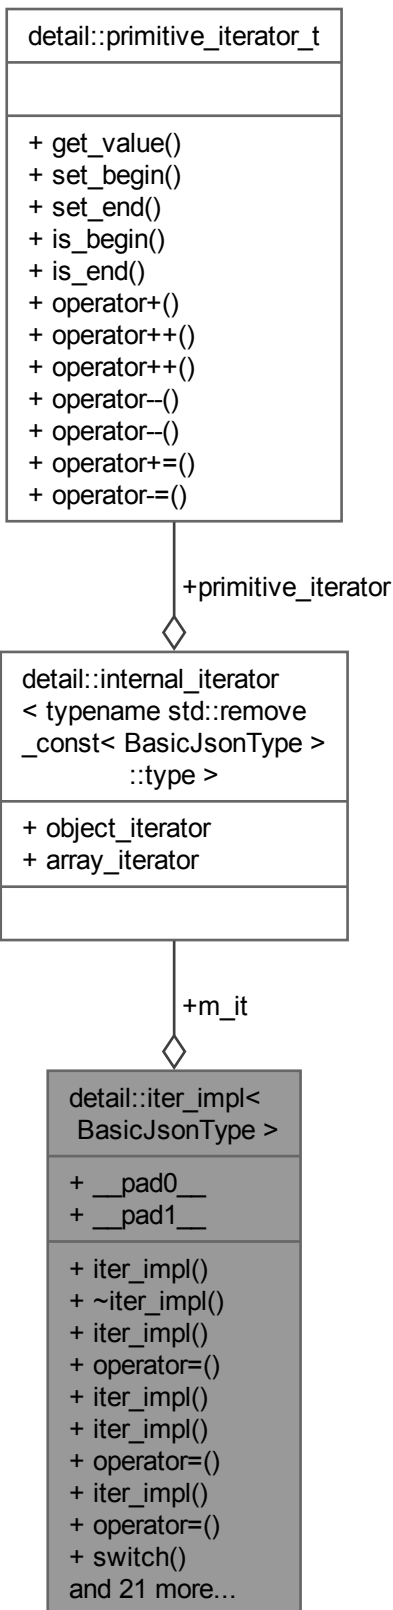 detail::primitive_iterator_t
+ get_value()
+ set_begin()
+ set_end()
+ is_begin()
+ is_end()
+ operator+()
+ operator++()
+ operator++()
+ operator--()
+ operator--()
+ operator+=()
+ operator-=()
+primitive_iterator
detail::internal_iterator
< typename std::remove
_const< BasicJsonType >
::type >
+ object_iterator
+ array_iterator
+m_it
detail::iter_impl<
BasicJsonType >
+ __pad0__
+ __pad1__
+ iter_impl()
+ ~iter_impl()
+ iter_impl()
+ operator=()
+ iter_impl()
+ iter_impl()
+ operator=()
+ iter_impl()
+ operator=()
+ switch()
and 21 more...